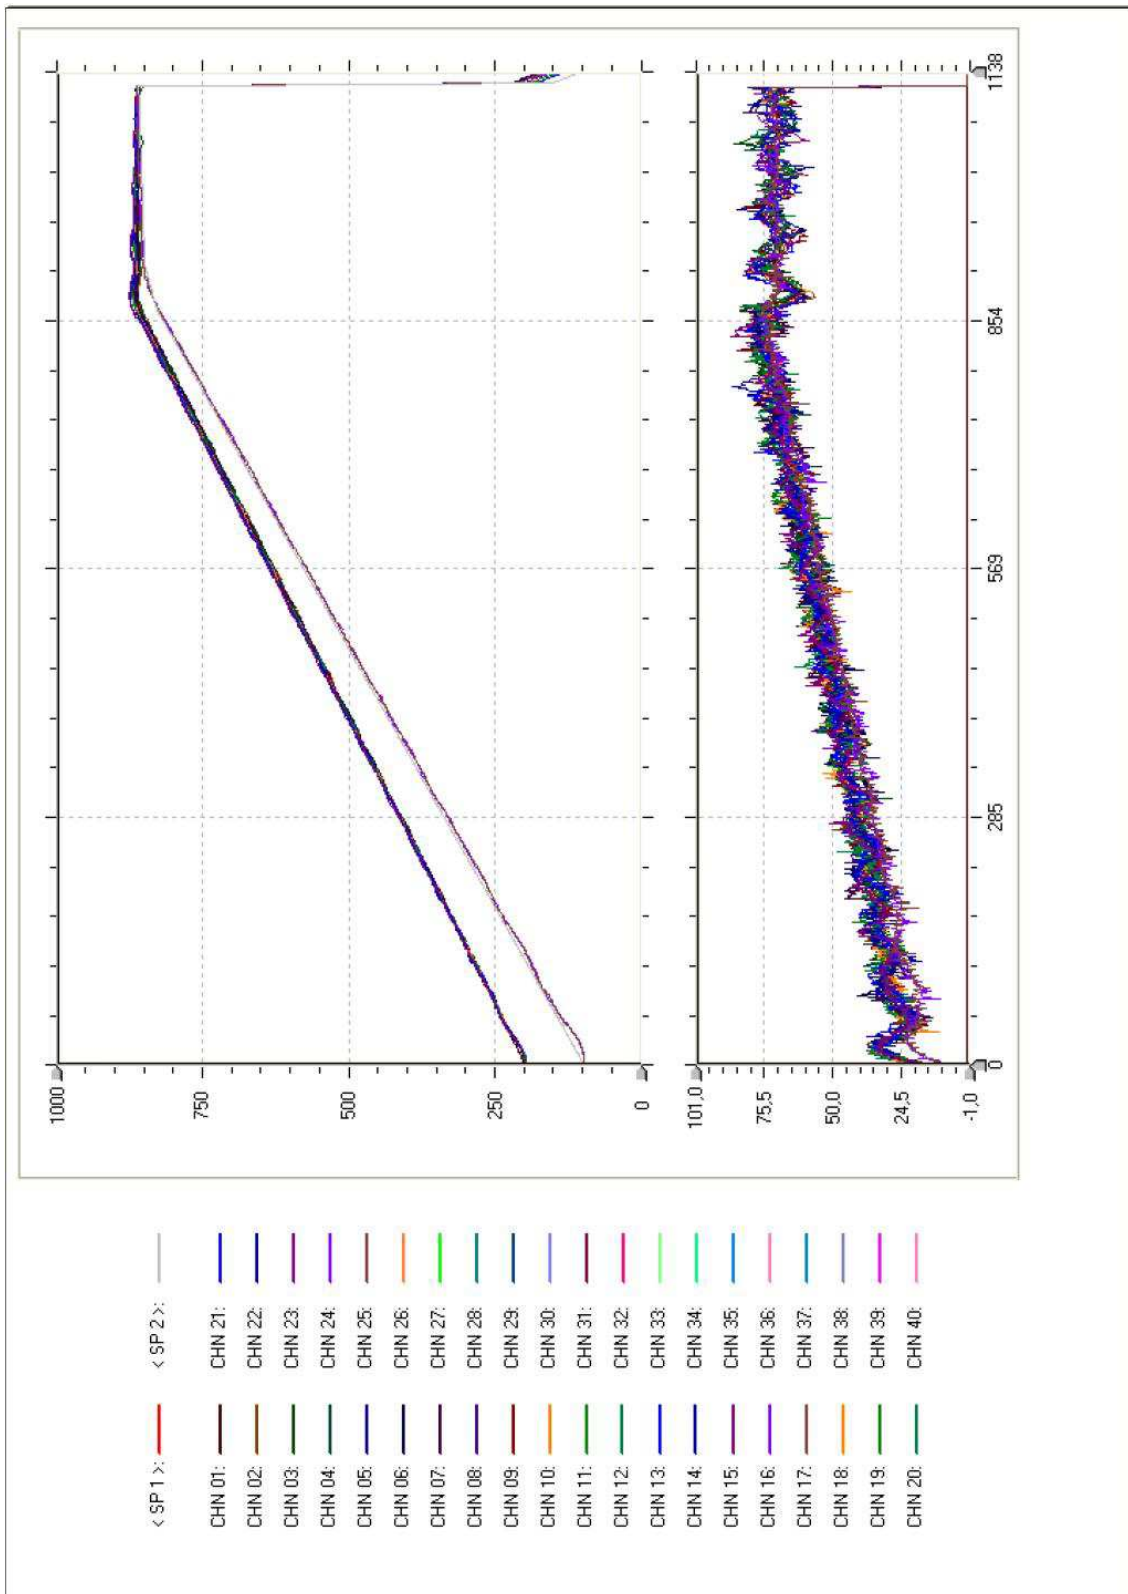 1000
750
500
250
0
101,0
75,5
50,0
24,5
-1,0
0
285
569
854
1138
< SP 1 >:
< SP 2 >:
CHN 01:
CHN 21:
CHN 02:
CHN 22:
CHN 03:
CHN 23:
CHN 04:
CHN 24:
CHN 05:
CHN 25:
CHN 06:
CHN 26:
CHN 07:
CHN 27:
CHN 08:
CHN 28:
CHN 09:
CHN 29:
CHN 10:
CHN 30:
CHN 11:
CHN 31:
CHN 12:
CHN 32:
CHN 13:
CHN 33:
CHN 14:
CHN 34:
CHN 15:
CHN 35:
CHN 16:
CHN 36:
CHN 17:
CHN 37:
CHN 18:
CHN 38:
CHN 19:
CHN 39:
CHN 20:
CHN 40: